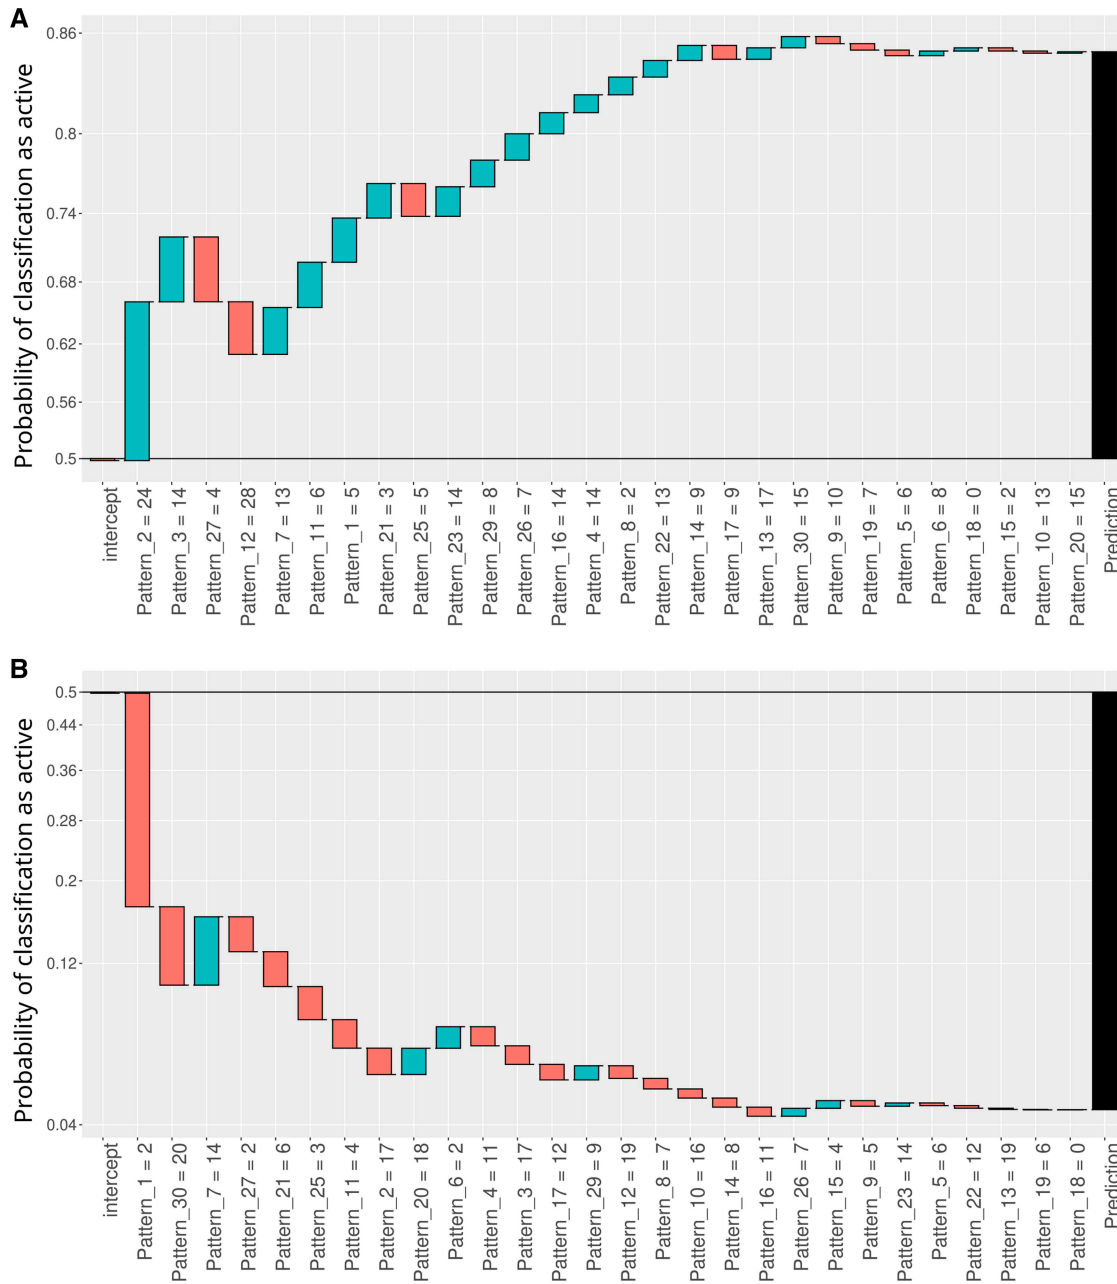 A
Probability of classification as active
0.86
0.8
0.74
0.68
0.62
0.56
0.5
intercept
Pattern_2 = 24
Pattern_3 = 14
Pattern_27 = 4
Pattern_12 = 28
Pattern_7 = 13
Pattern_11 = 6
Pattern_1 = 5
Pattern_21 = 3
Pattern_25 = 5
Pattern_23 = 14
Pattern_29 = 8
Pattern_26 = 7
Pattern_16 = 14
Pattern_4 = 14
Pattern_8 = 2
Pattern_22 = 13
Pattern_14 = 9
Pattern_17 = 9
Pattern_13 = 17
Pattern_30 = 15
Pattern_9 = 10
Pattern_19 = 7
Pattern_5 = 6
Pattern_6 = 8
Pattern_18 = 0
Pattern_15 = 2
Pattern_10 = 13
Pattern_20 = 15
Prediction
B
Probability of classification as active
0.5
0.44
0.36
0.28
0.2
0.12
0.04
intercept
Pattern_1 = 2
Pattern_30 = 20
Pattern_7 = 14
Pattern_27 = 2
Pattern_21 = 6
Pattern_25 = 3
Pattern_11 = 4
Pattern_2 = 17
Pattern_20 = 18
Pattern_6 = 2
Pattern_4 = 11
Pattern_3 = 17
Pattern_17 = 12
Pattern_29 = 9
Pattern_12 = 19
Pattern_8 = 7
Pattern_10 = 16
Pattern_14 = 8
Pattern_16 = 11
Pattern_26 = 7
Pattern_15 = 4
Pattern_9 = 5
Pattern_23 = 14
Pattern_5 = 6
Pattern_22 = 12
Pattern_13 = 19
Pattern_19 = 6
Pattern_18 = 0
Prediction